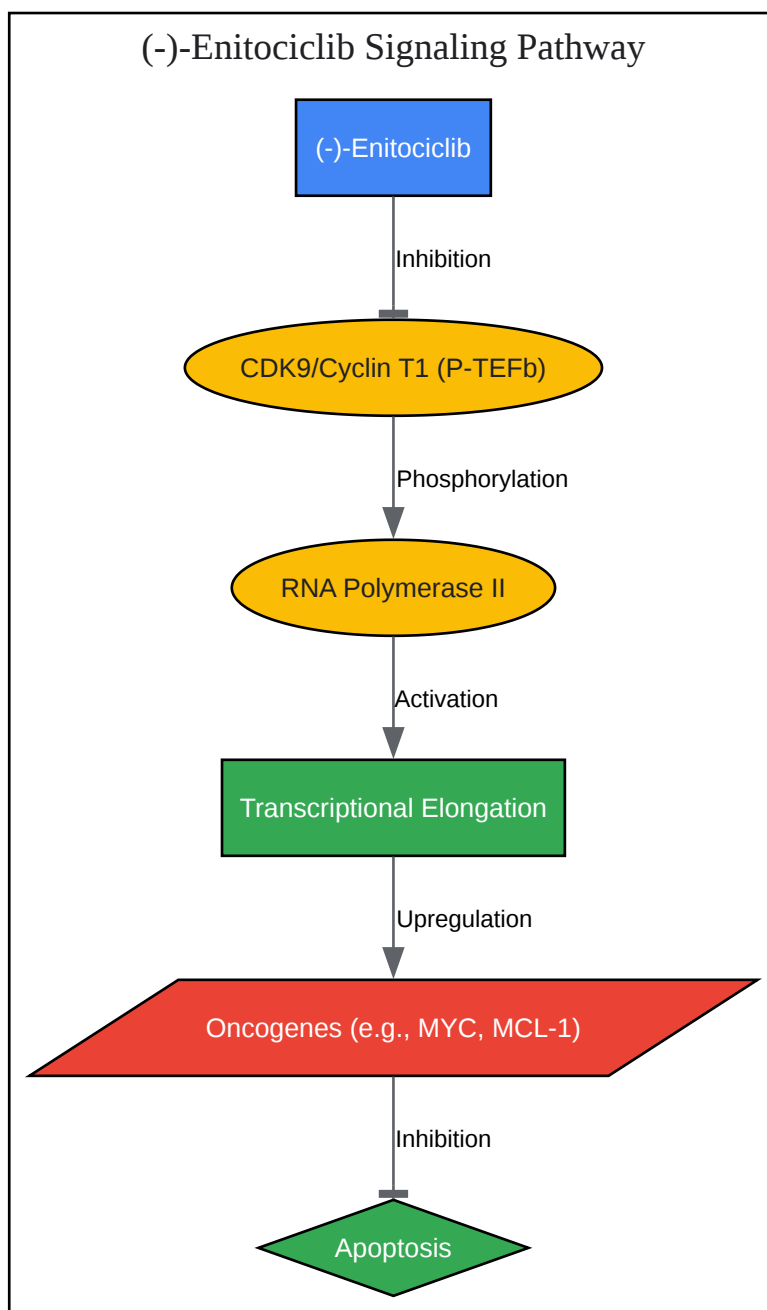 (-)-Enitociclib Signaling Pathway
(-)-Enitociclib
Inhibition
CDK9/Cyclin T1 (P-TEFb)
Phosphorylation
RNA Polymerase II
Activation
Transcriptional Elongation
Upregulation
Oncogenes (e.g., MYC, MCL-1)
Inhibition
Apoptosis